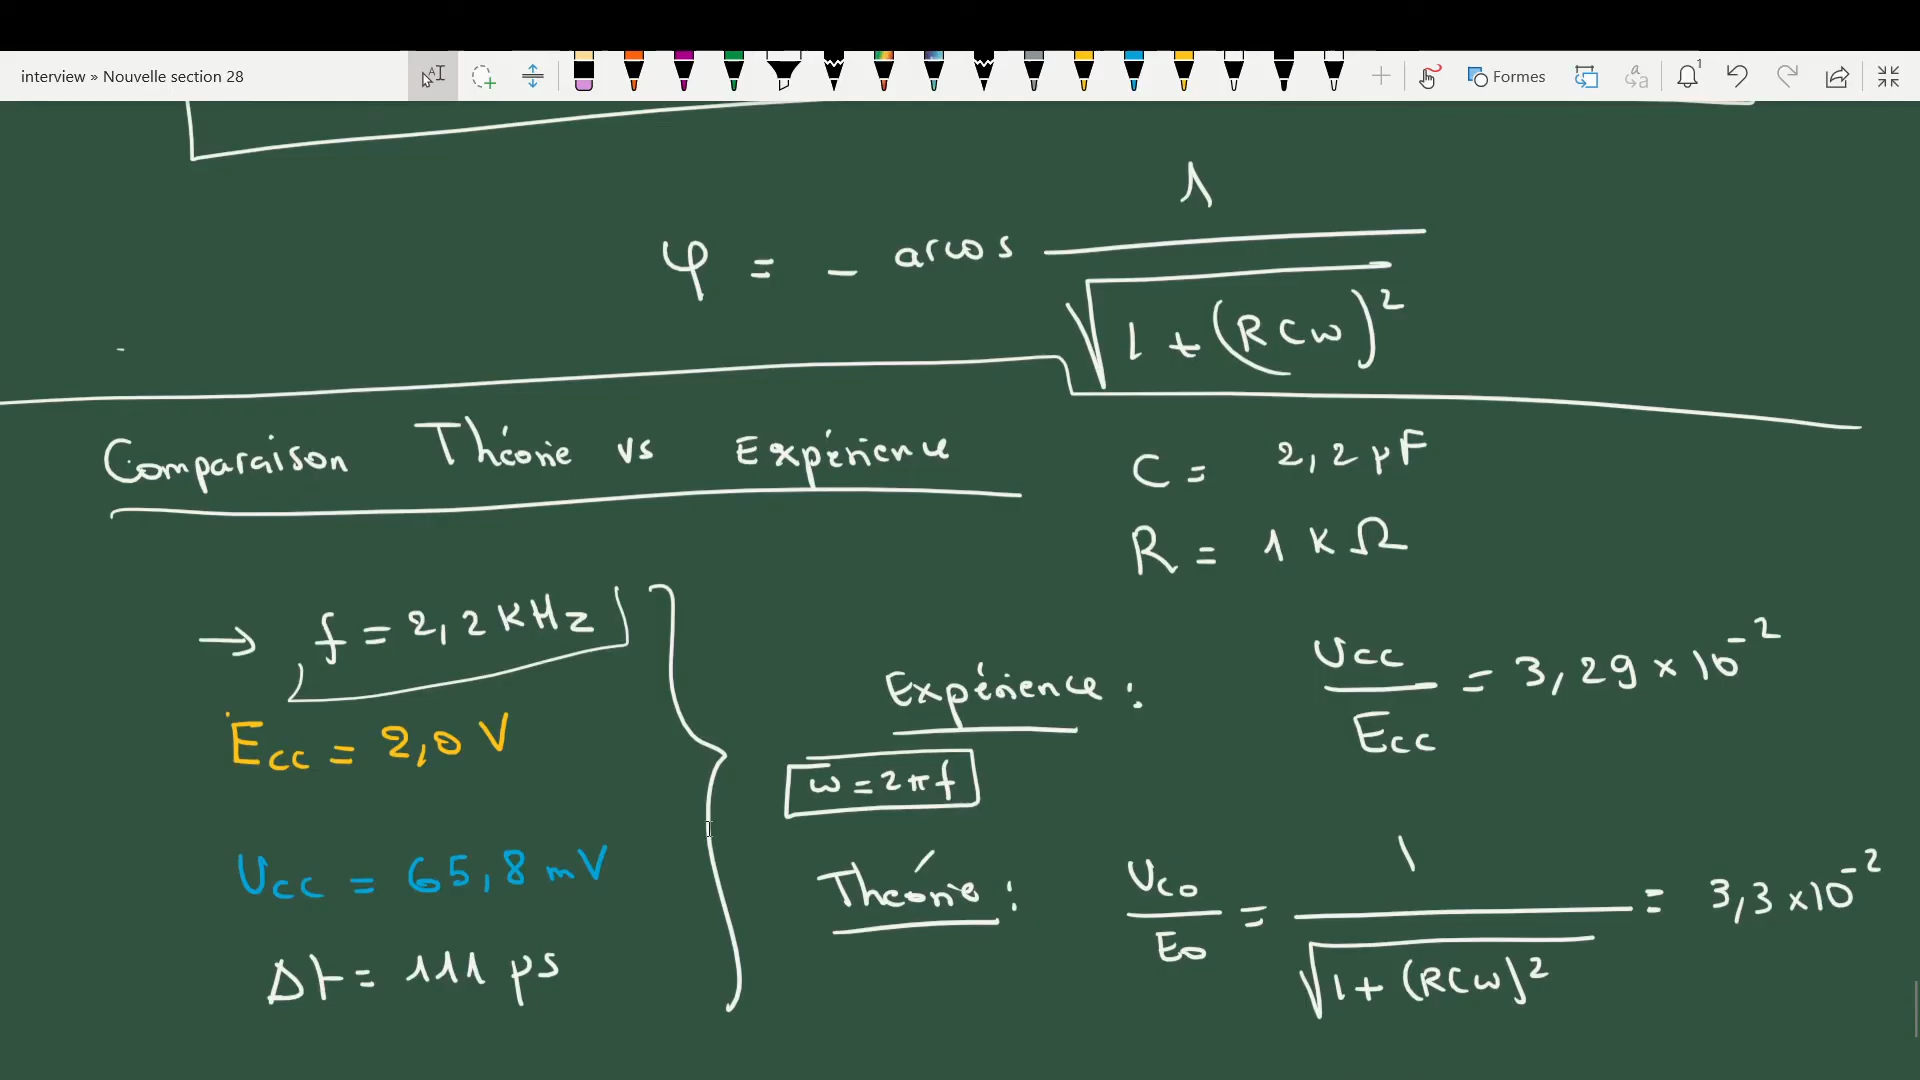 interview » Nouvelle section 28
Formes
φ = - arcos 1 / √(1 + (RCω)²)
Comparaison Théorie vs Expérience
C = 2,2 µF
R = 1 kΩ
→ f = 2,2 KHz
Ecc = 2,0 V
Ucc = 65,8 mV
Δt = 111 µs
Expérience : Ucc / Ecc = 3,29 × 10⁻²
ω = 2πf
Théorie : Uco / Eo = 1 / √(1 + (RCω)²) = 3,3 × 10⁻²